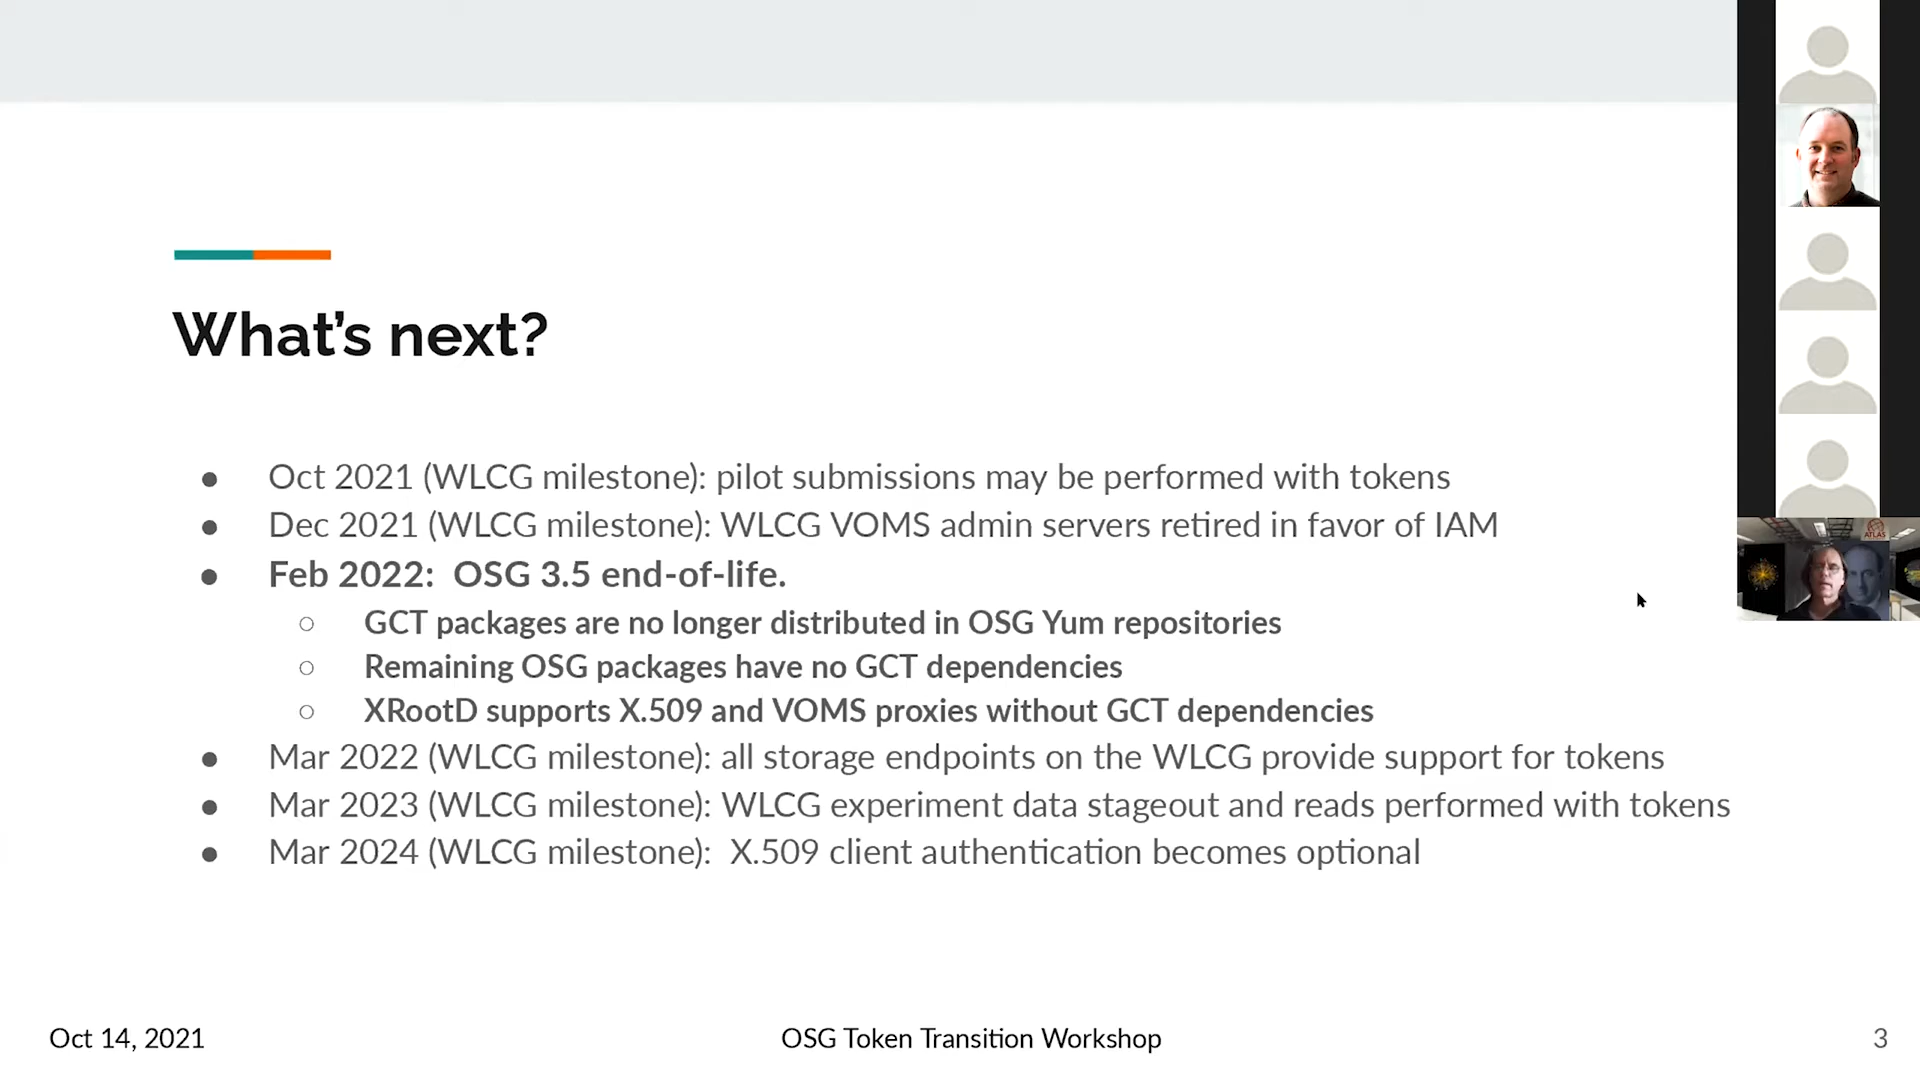 What's next?
Oct 2021 (WLCG milestone): pilot submissions may be performed with tokens
Dec 2021 (WLCG milestone): WLCG VOMS admin servers retired in favor of IAM
Feb 2022: OSG 3.5 end-of-life.
GCT packages are no longer distributed in OSG Yum repositories
Remaining OSG packages have no GCT dependencies
XRootD supports X.509 and VOMS proxies without GCT dependencies
Mar 2022 (WLCG milestone): all storage endpoints on the WLCG provide support for tokens
Mar 2023 (WLCG milestone): WLCG experiment data stageout and reads performed with tokens
Mar 2024 (WLCG milestone): X.509 client authentication becomes optional
ATLAS
Oct 14, 2021
OSG Token Transition Workshop
3